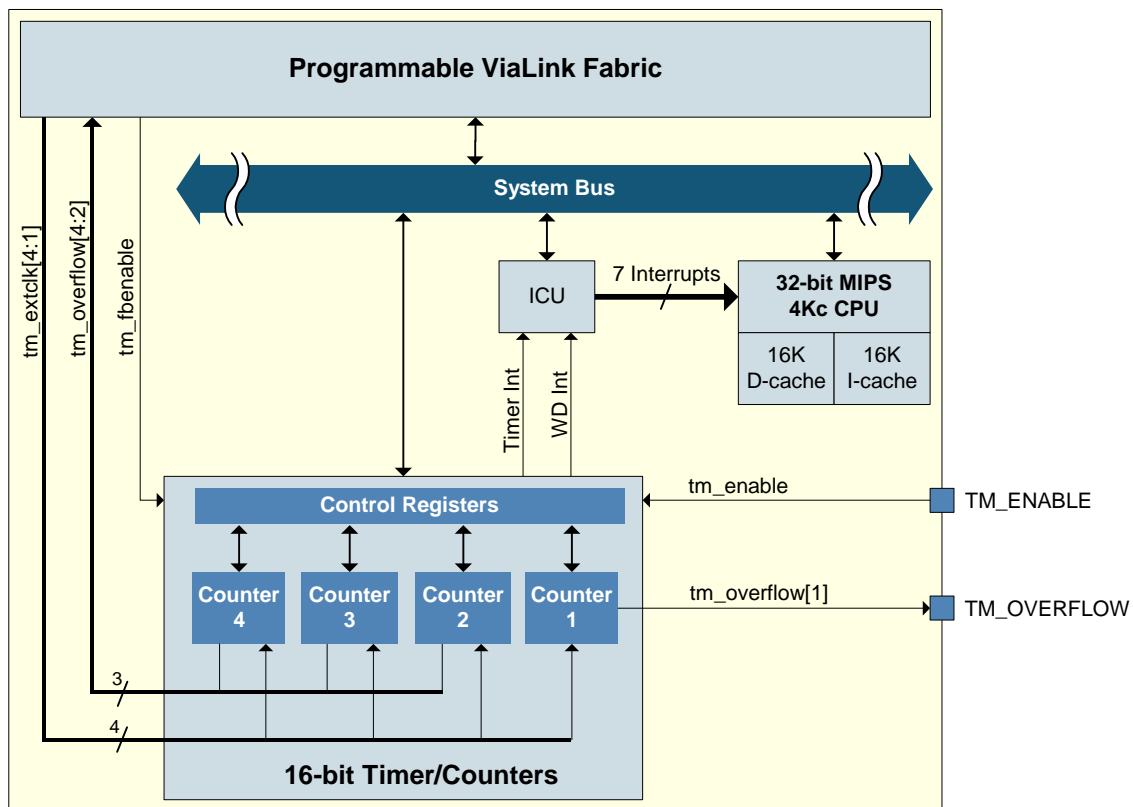 Programmable ViaLink Fabric
System Bus
tm_extclk[4:1]
tm_overflow[4:2]
tm_fbenable
ICU
7 Interrupts
32-bit MIPS
4Kc CPU
16K
D-cache
16K
I-cache
Timer Int
WD Int
Control Registers
tm_enable
TM_ENABLE
Counter
4
Counter
3
Counter
2
Counter
1
tm_overflow[1]
TM_OVERFLOW
3
4
16-bit Timer/Counters